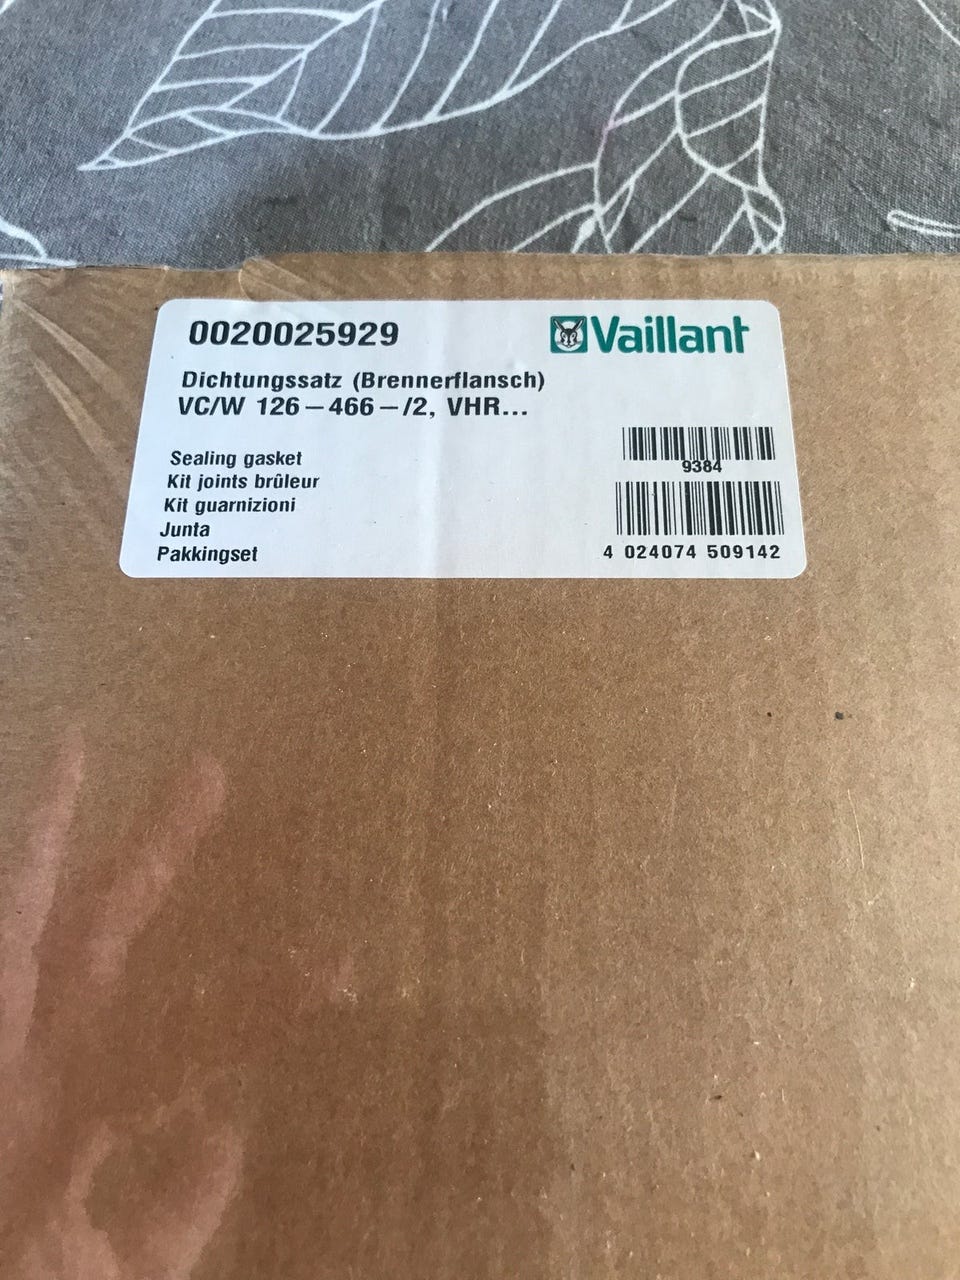 0020025929
Vaillant
Dichtungssatz (Brennerflansch)
VC/W 126 – 466 – /2, VHR...
Sealing gasket
Kit joints brûleur
Kit guarnizioni
Junta
Pakkingset
9384
4 024074 509142